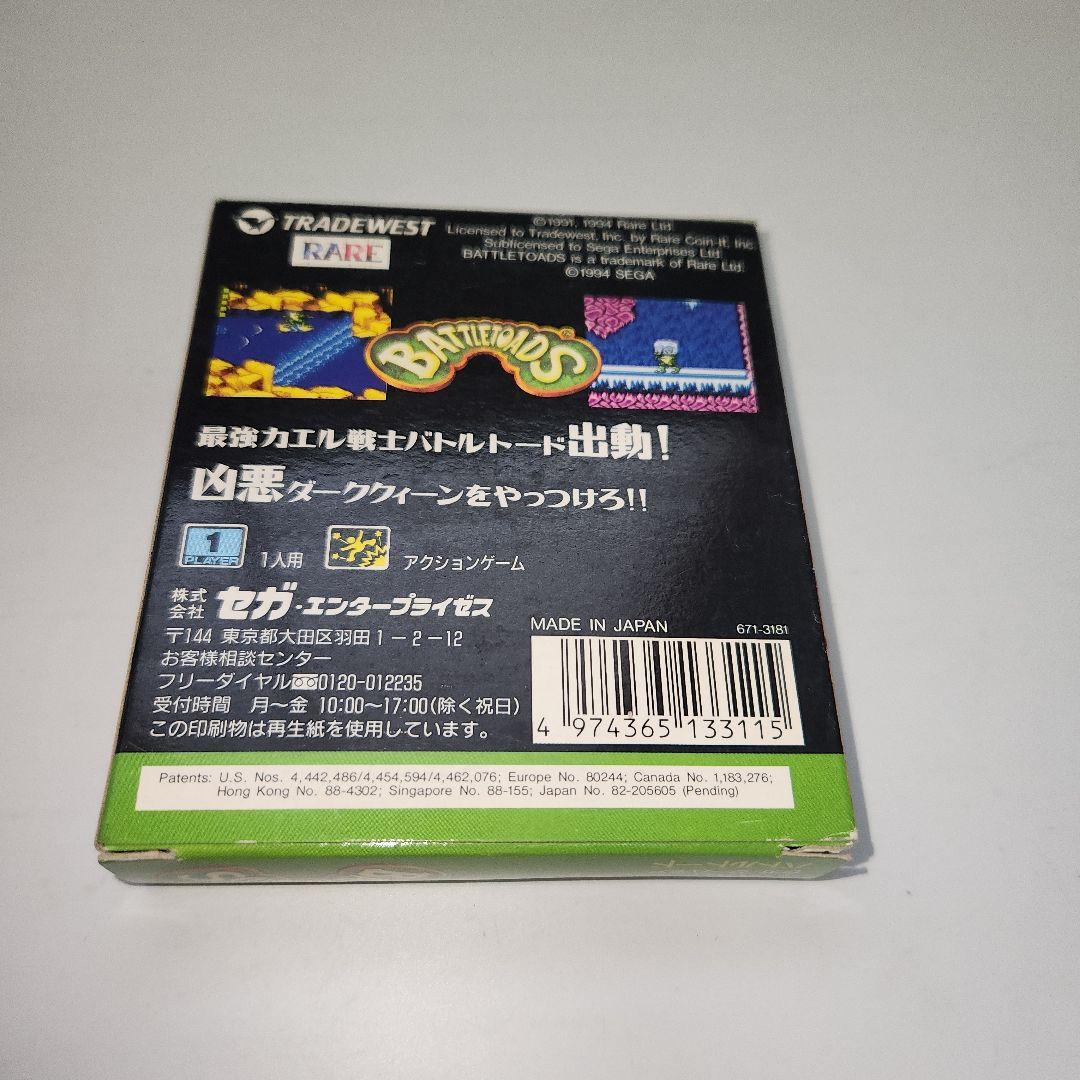 TRADEWEST
RARE
©1991, 1994 Rare Ltd.
Licensed to Tradewest, Inc. by Rare Coin-It, Inc
Sublicensed to Sega Enterprises Ltd.
BATTLETOADS is a trademark of Rare Ltd.
©1994 SEGA
BATTLETOADS
最強カエル戦士バトルトード出動!
凶悪ダーククィーンをやっつけろ!!
1
PLAYER
1人用
アクションゲーム
株式会社 セガ・エンタープライゼス
〒144 東京都大田区羽田1-2-12
お客様相談センター
フリーダイヤル 0120-012235
受付時間 月〜金 10:00〜17:00(除く祝日)
この印刷物は再生紙を使用しています。
MADE IN JAPAN
671-3181
4 974365 133115
Patents: U.S. Nos. 4,442,486/4,454,594/4,462,076; Europe No. 80244; Canada No. 1,183,276;
Hong Kong No. 88-4302; Singapore No. 88-155; Japan No. 82-205605 (Pending)